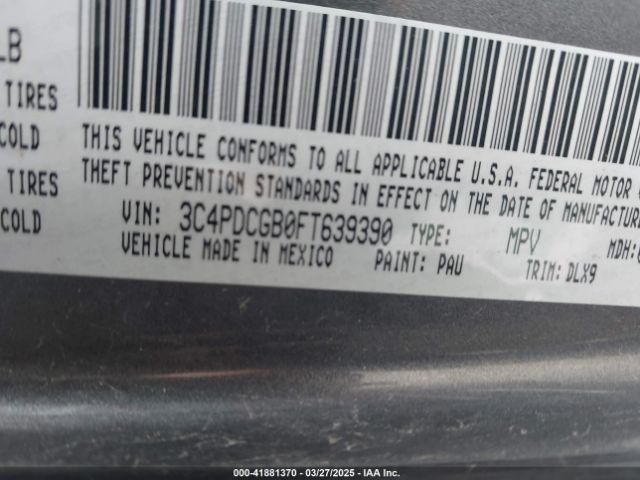 LB
TIRES
COLD
TIRES
COLD
THIS VEHICLE CONFORMS TO ALL APPLICABLE U.S.A. FEDERAL MOTOR
THEFT PREVENTION STANDARDS IN EFFECT ON THE DATE OF MANUFACTURE
VIN: 3C4PDCGB0FT639390 TYPE: MPV MDH:
VEHICLE MADE IN MEXICO PAINT: PAU TRIM: DLX9
000-41881370 | 03/27/2025 | IAA Inc.